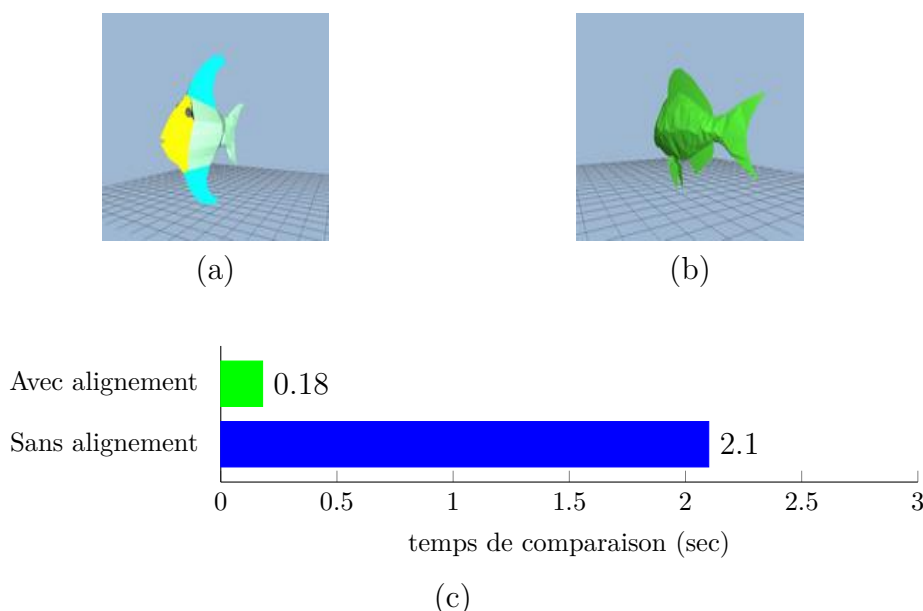 (a)
(b)
Avec alignement 0.18
Sans alignement 2.1
0 0.5 1 1.5 2 2.5 3
temps de comparaison (sec)
(c)